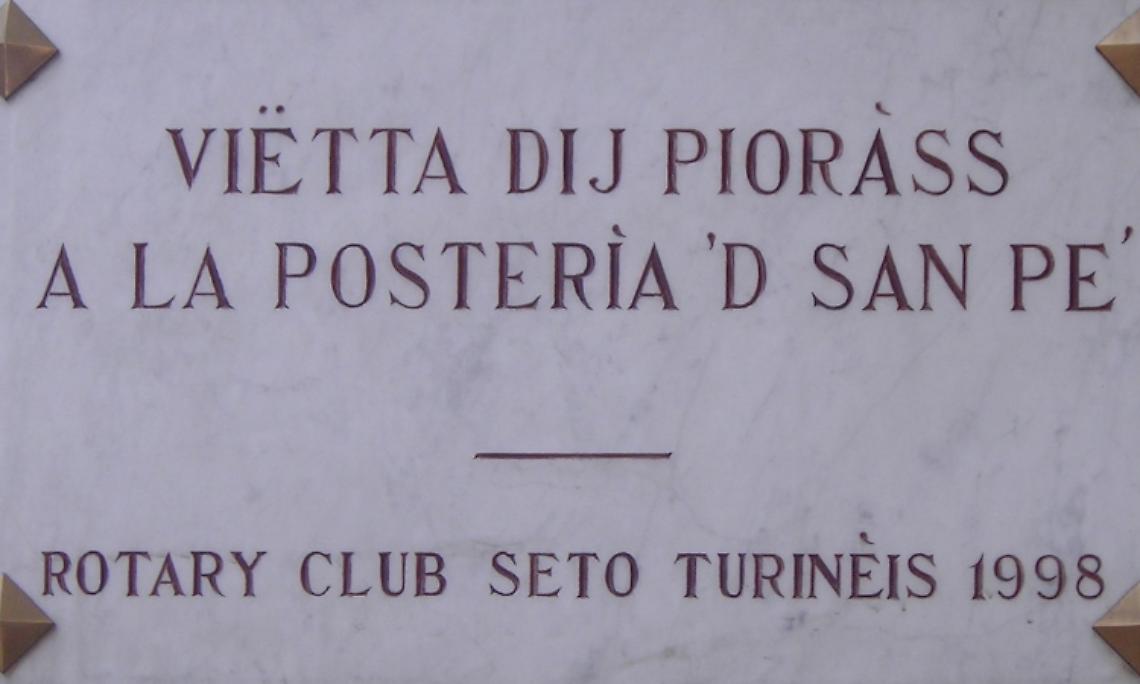 VIËTTA DIJ PIORÀSS
A LA POSTERÌA 'D SAN PE'
ROTARY CLUB SETO TURINÈIS 1998